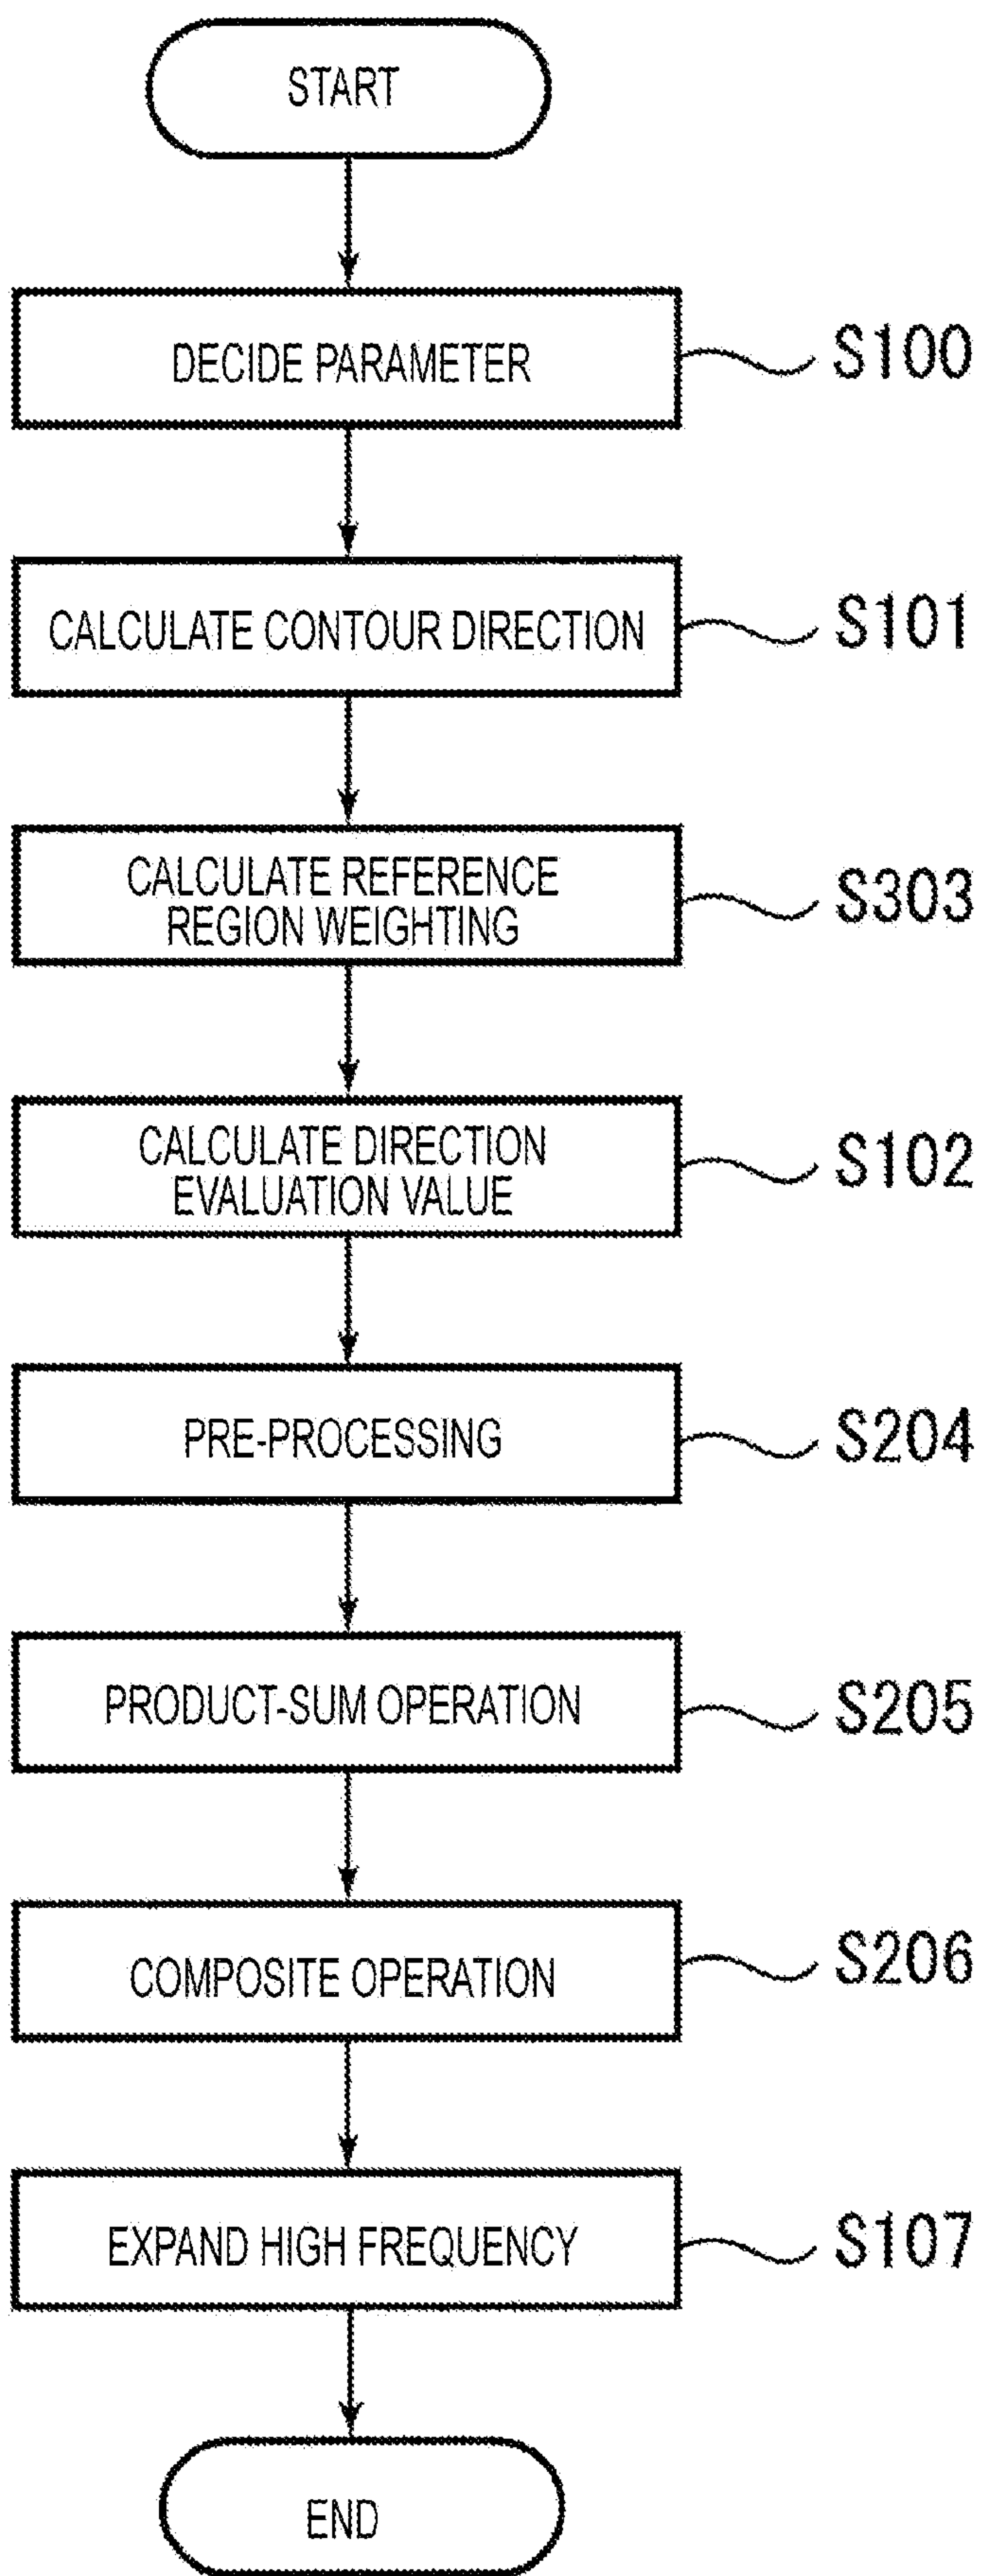 START
DECIDE PARAMETER
S100
CALCULATE CONTOUR DIRECTION
S101
CALCULATE REFERENCE
REGION WEIGHTING
S303
CALCULATE DIRECTION
EVALUATION VALUE
S102
PRE-PROCESSING
S204
PRODUCT-SUM OPERATION
S205
COMPOSITE OPERATION
S206
EXPAND HIGH FREQUENCY
S107
END